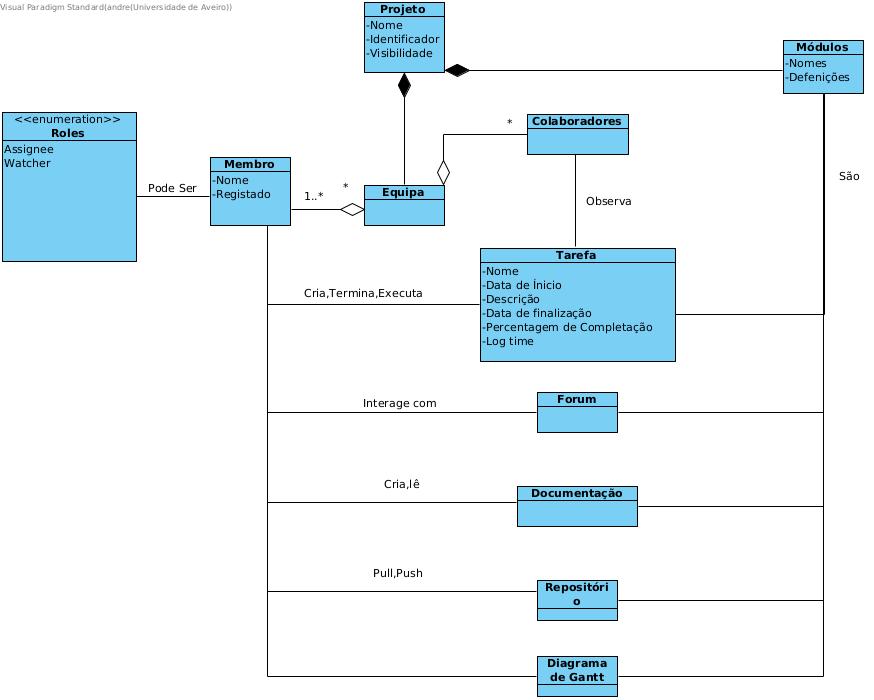 Visual Paradigm Standard(andre(Universidade de Aveiro))
Projeto
-Nome
-Identificador
-Visibilidade
Módulos
-Nomes
-Defenições
<<enumeration>>
Roles
Assignee
Watcher
Colaboradores
*
Membro
-Nome
-Registado
Pode Ser
1..*
*
Equipa
São
Observa
Tarefa
-Nome
-Data de Ínicio
-Descrição
-Data de finalização
-Percentagem de Completação
-Log time
Cria,Termina,Executa
Forum
Interage com
Documentação
Cria,lê
Pull,Push
Repositóri
o
Diagrama
de Gantt